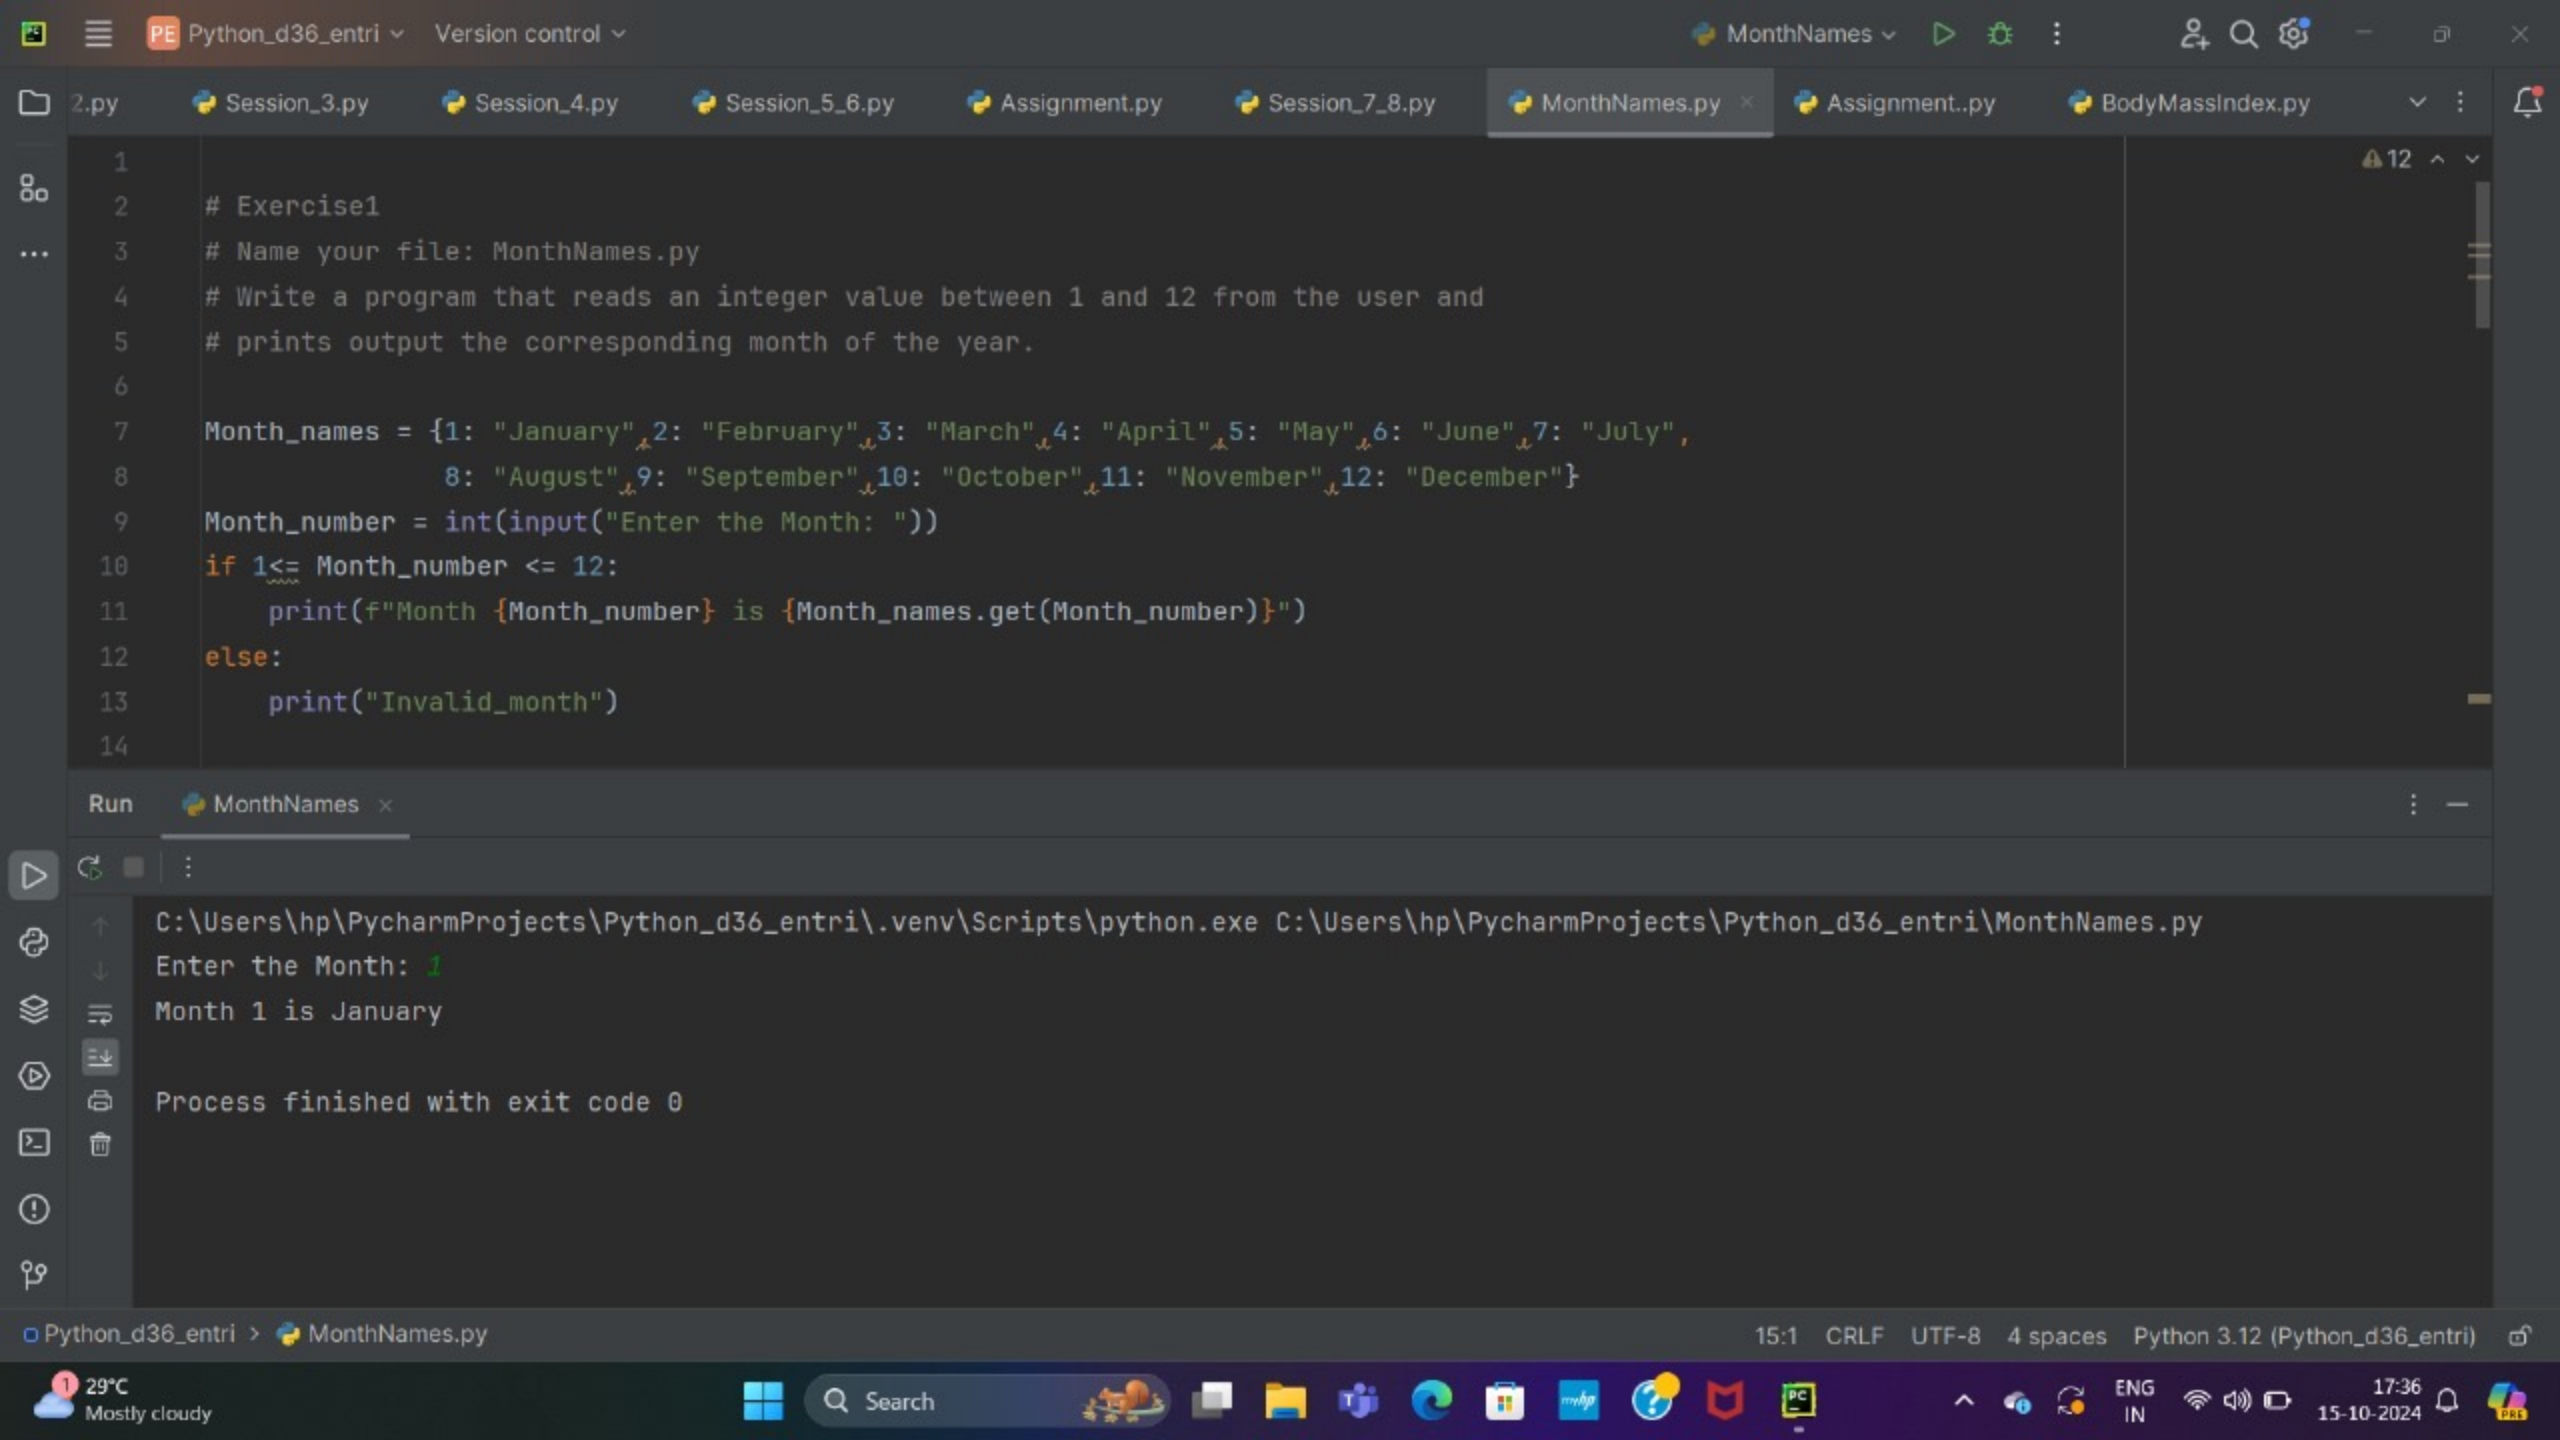 PE Python_d36_entri Version control MonthNames
2.py Session_3.py Session_4.py Session_5_6.py Assignment.py Session_7_8.py MonthNames.py Assignment..py BodyMassIndex.py
12
1
2 # Exercise1
3 # Name your file: MonthNames.py
4 # Write a program that reads an integer value between 1 and 12 from the user and
5 # prints output the corresponding month of the year.
6
7 Month_names = {1: "January",2: "February",3: "March",4: "April",5: "May",6: "June",7: "July",
8 8: "August",9: "September",10: "October",11: "November",12: "December"}
9 Month_number = int(input("Enter the Month: "))
10 if 1<= Month_number <= 12:
11 print(f"Month {Month_number} is {Month_names.get(Month_number)}")
12 else:
13 print("Invalid_month")
14
Run MonthNames
C:\Users\hp\PycharmProjects\Python_d36_entri\.venv\Scripts\python.exe C:\Users\hp\PycharmProjects\Python_d36_entri\MonthNames.py
Enter the Month: 1
Month 1 is January
Process finished with exit code 0
Python_d36_entri > MonthNames.py 15:1 CRLF UTF-8 4 spaces Python 3.12 (Python_d36_entri)
1 29°C
Mostly cloudy
Search
myhp
PC
ENG
IN
17:36
15-10-2024
PRE